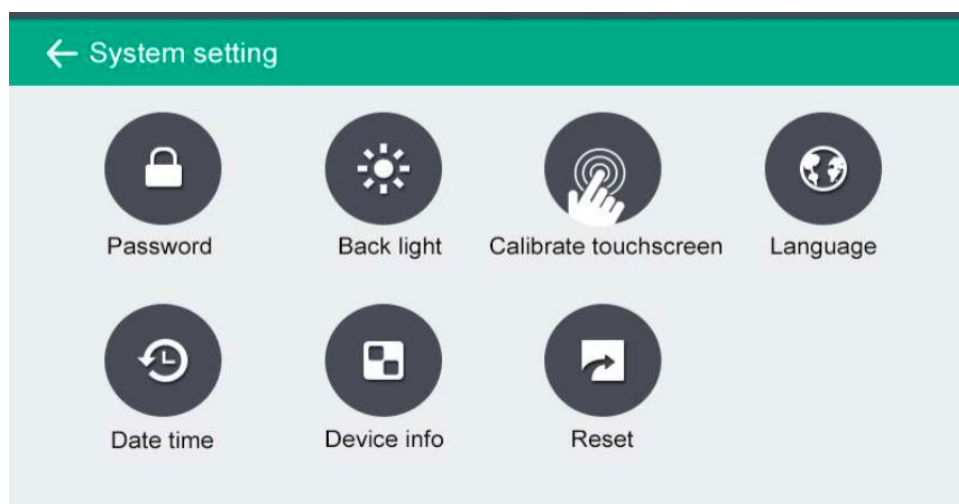 System setting
Password
Back light
Calibrate touchscreen
Language
Date time
Device info
Reset